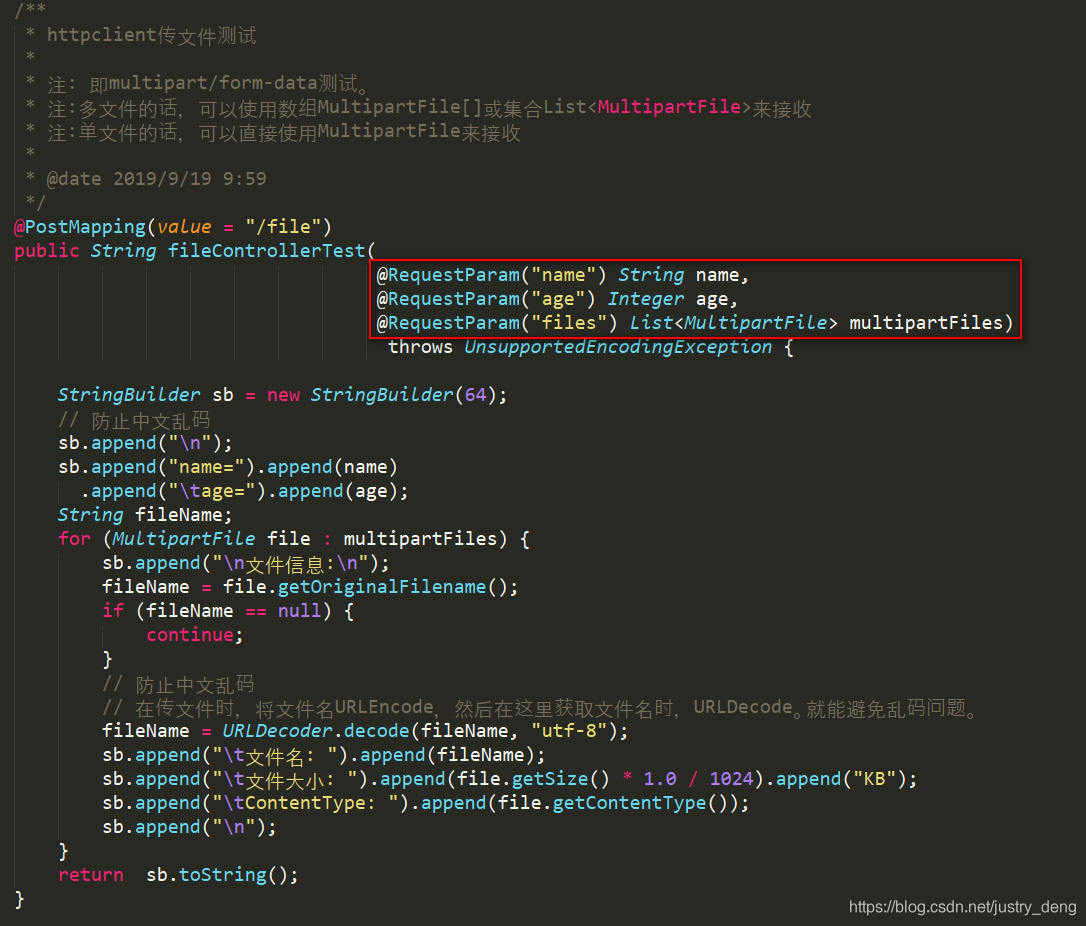 /**
 * httpclient传文件测试
 *
 * 注: 即multipart/form-data测试。
 * 注:多文件的话, 可以使用数组MultipartFile[]或集合List<MultipartFile>来接收
 * 注:单文件的话, 可以直接使用MultipartFile来接收
 *
 * @date 2019/9/19 9:59
 */
@PostMapping(value = "/file")
public String fileControllerTest(
                                 @RequestParam("name") String name,
                                 @RequestParam("age") Integer age,
                                 @RequestParam("files") List<MultipartFile> multipartFiles)
                                  throws UnsupportedEncodingException {

    StringBuilder sb = new StringBuilder(64);
    // 防止中文乱码
    sb.append("\n");
    sb.append("name=").append(name)
      .append("\tage=").append(age);
    String fileName;
    for (MultipartFile file : multipartFiles) {
        sb.append("\n文件信息:\n");
        fileName = file.getOriginalFilename();
        if (fileName == null) {
            continue;
        }
        // 防止中文乱码
        // 在传文件时, 将文件名URLEncode, 然后在这里获取文件名时, URLDecode。就能避免乱码问题。
        fileName = URLDecoder.decode(fileName, "utf-8");
        sb.append("\t文件名: ").append(fileName);
        sb.append("\t文件大小: ").append(file.getSize() * 1.0 / 1024).append("KB");
        sb.append("\tContentType: ").append(file.getContentType());
        sb.append("\n");
    }
    return  sb.toString();
}
https://blog.csdn.net/justry_deng